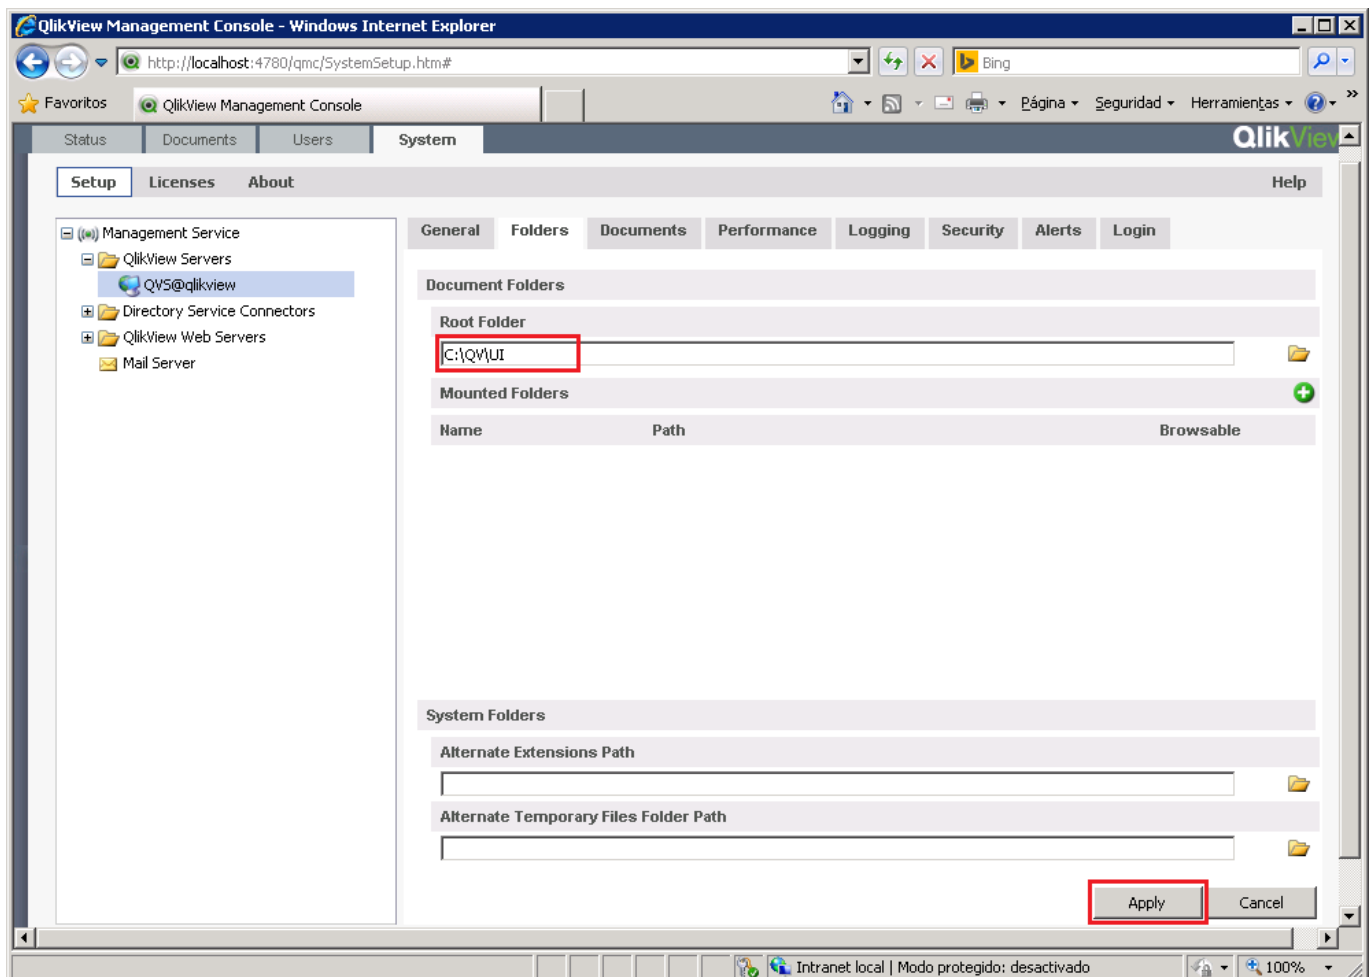 QlikView Management Console - Windows Internet Explorer
http://localhost:4780/qmc/SystemSetup.htm#
Bing
Favoritos
QlikView Management Console
Página
Seguridad
Herramientas
Status
Documents
Users
System
QlikView
Setup
Licenses
About
Help
Management Service
QlikView Servers
QVS@qlikview
Directory Service Connectors
QlikView Web Servers
Mail Server
General
Folders
Documents
Performance
Logging
Security
Alerts
Login
Document Folders
Root Folder
C:\QV\UI
Mounted Folders
Name
Path
Browsable
System Folders
Alternate Extensions Path
Alternate Temporary Files Folder Path
Apply
Cancel
Intranet local | Modo protegido: desactivado
100%